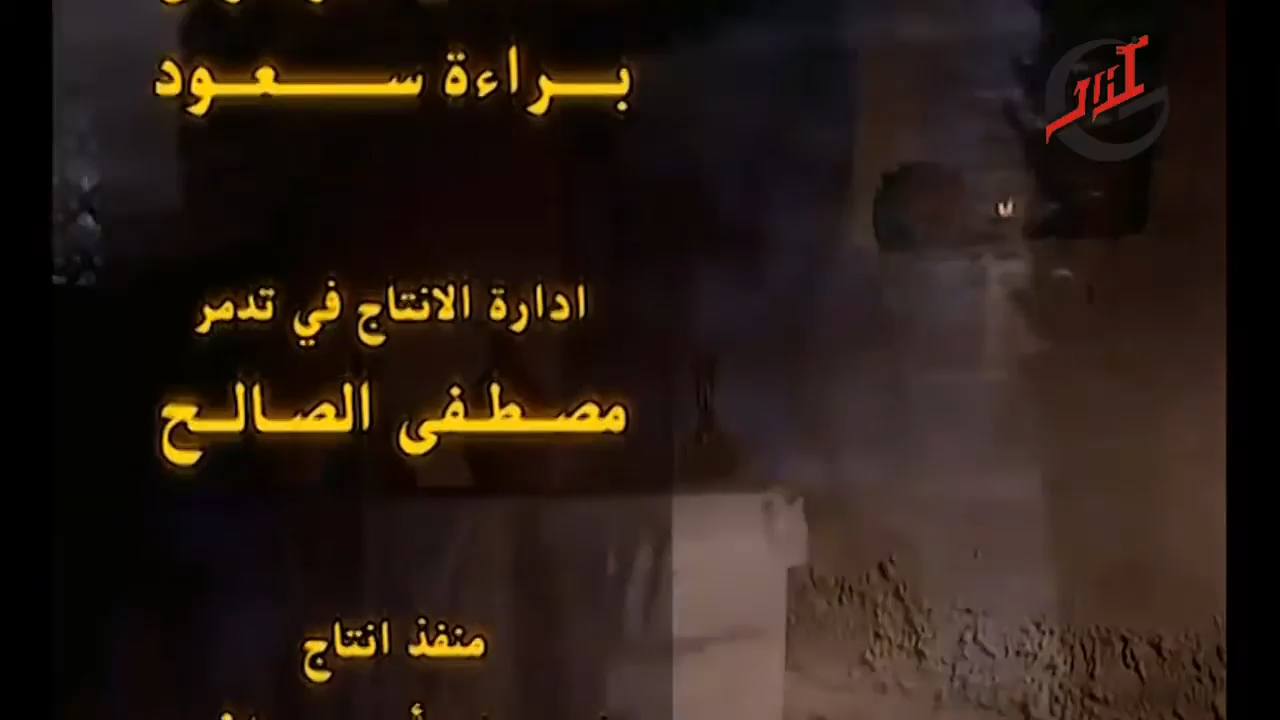 براءة سعود
ادارة الانتاج في تدمر
مصطفى الصالح
منفذ انتاج